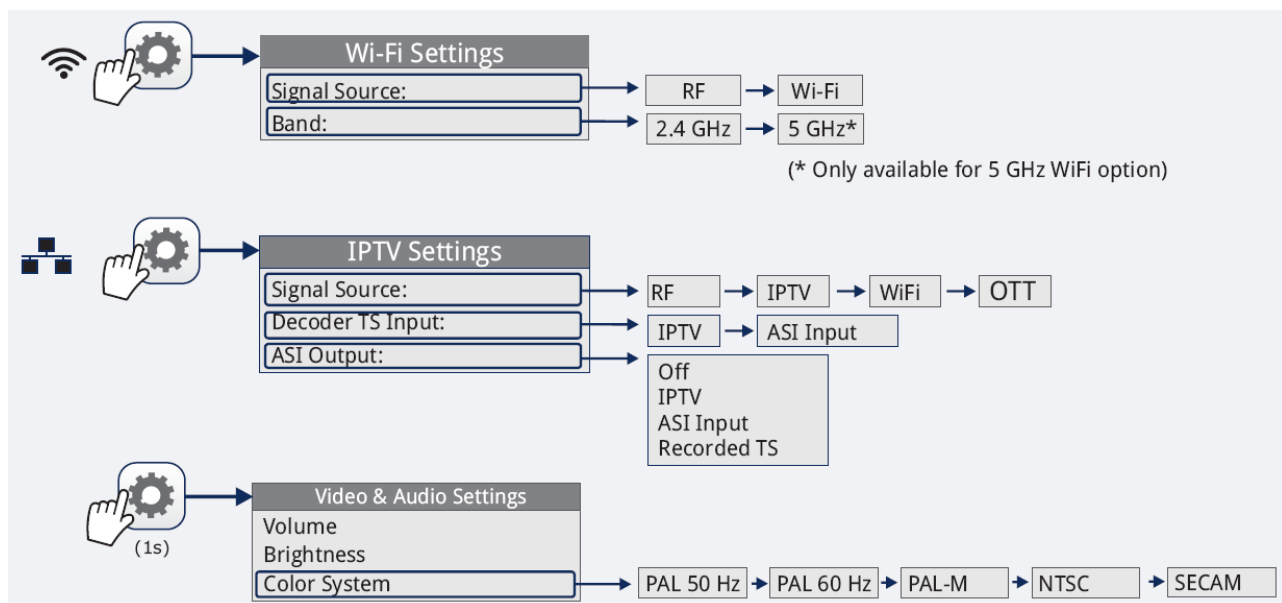 Wi-Fi Settings
Signal Source: RF Wi-Fi
Band: 2.4 GHz 5 GHz*
(* Only available for 5 GHz WiFi option)
IPTV Settings
Signal Source: RF IPTV WiFi OTT
Decoder TS Input: IPTV ASI Input
ASI Output:
Off
IPTV
ASI Input
Recorded TS
(1s)
Video & Audio Settings
Volume
Brightness
Color System PAL 50 Hz PAL 60 Hz PAL-M NTSC SECAM